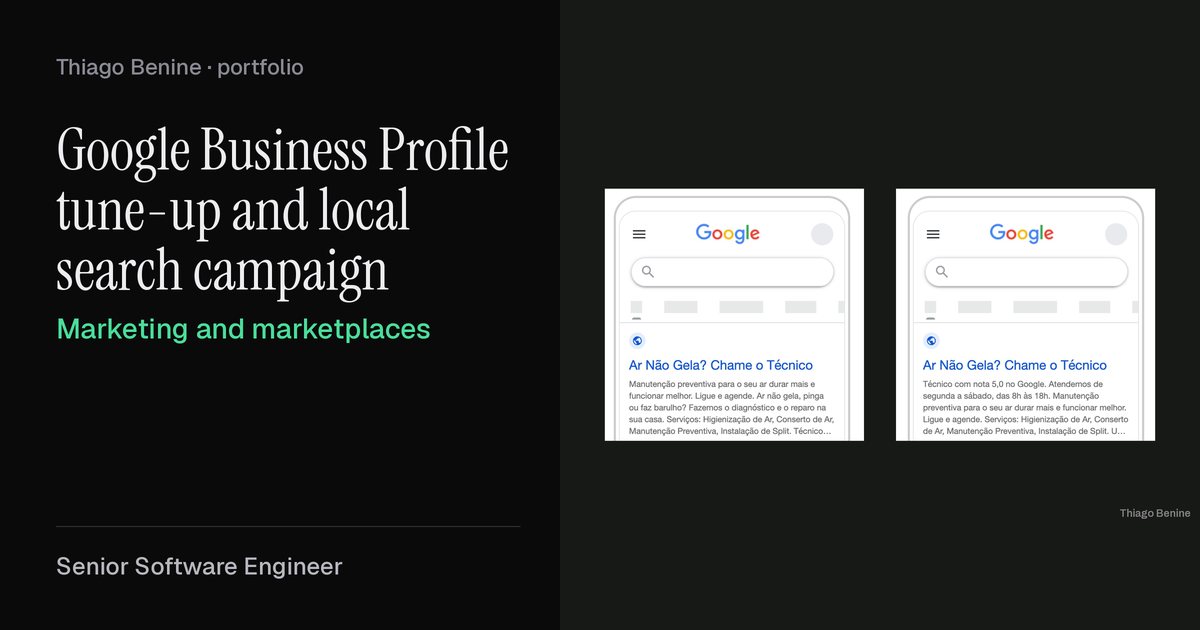 Thiago Benine · portfolio
Google Business Profile
tune-up and local
search campaign
Marketing and marketplaces
Senior Software Engineer
Google
Ar Não Gela? Chame o Técnico
Manutenção preventiva para o seu ar durar mais e
funcionar melhor. Ligue e agende. Ar não gela, pinga
ou faz barulho? Fazemos o diagnóstico e o reparo na
sua casa. Serviços: Higienização de Ar, Conserto de Ar,
Manutenção Preventiva, Instalação de Split. Técnico...
Google
Ar Não Gela? Chame o Técnico
Técnico com nota 5,0 no Google. Atendemos de
segunda a sábado, das 8h às 18h. Manutenção
preventiva para o seu ar durar mais e funcionar melhor.
Ligue e agende. Serviços: Higienização de Ar, Conserto
de Ar, Manutenção Preventiva, Instalação de Split. U...
Thiago Benine